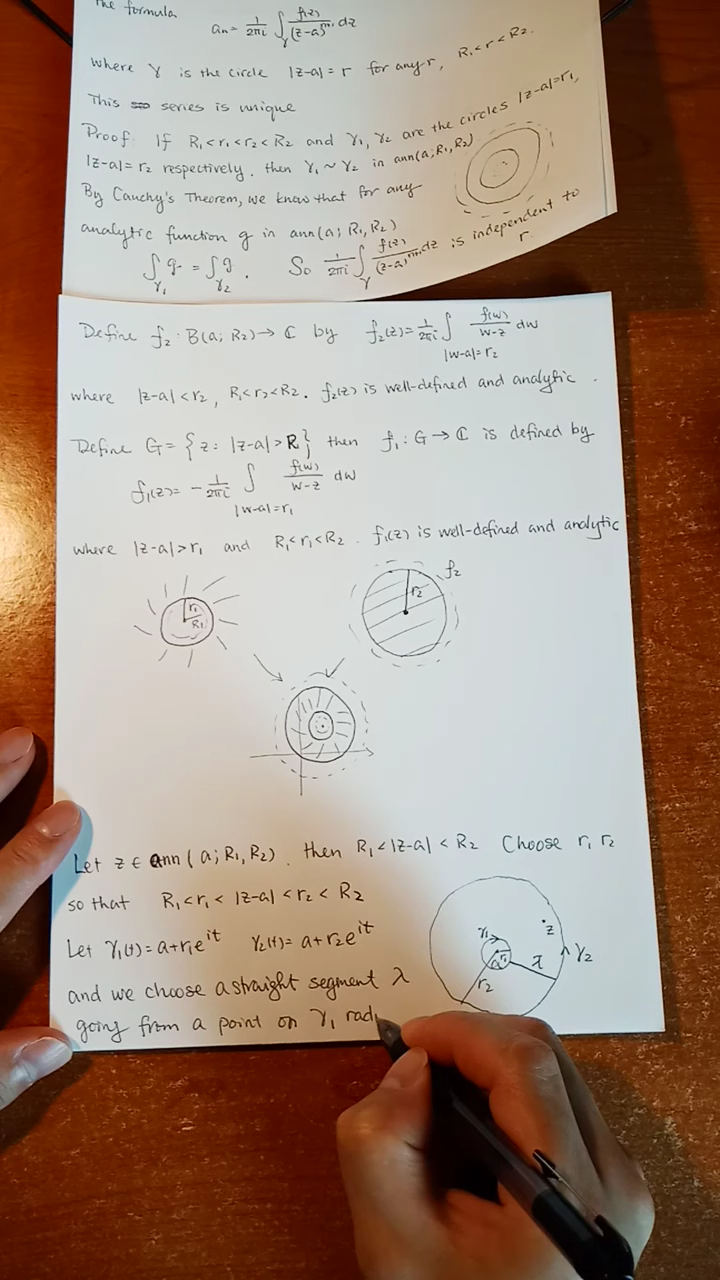 the formula
an = 1/2πi ∫γ f(z)/(z-a)^n+1 dz
where γ is the circle |z-a| = r for any r, R1 < r < R2.
This series is unique
Proof: If R1 < r1 < r2 < R2 and γ1, γ2 are the circles |z-a| = r1,
|z-a| = r2 respectively. then γ1 ~ γ2 in ann(a; R1, R2)
By Cauchy's Theorem, we know that for any
analytic function g in ann(a; R1, R2)
∫γ1 g = ∫γ2 g. So 1/2πi ∫γ f(z)/(z-a)^n+1 dz is independent to r.
Define f2: B(a; R2) → ℂ by f2(z) = 1/2πi ∫|w-a|=r2 f(w)/w-z dw
where |z-a| < r2, R1 < r2 < R2. f2(z) is well-defined and analytic.
Define G = {z: |z-a| > R} then f1: G → ℂ is defined by
f1(z) = - 1/2πi ∫|w-a|=r1 f(w)/w-z dw
where |z-a| > r1 and R1 < r1 < R2. f1(z) is well-defined and analytic
r1
R1
r2
f2
Let z ∈ ann(a; R1, R2). then R1 < |z-a| < R2 Choose r1 r2
so that R1 < r1 < |z-a| < r2 < R2
Let γ1(t) = a + r1e^it γ2(t) = a + r2e^it
and we choose a straight segment λ
going from a point on γ1 rad
γ1
z
a
r1
λ
γ2
r2